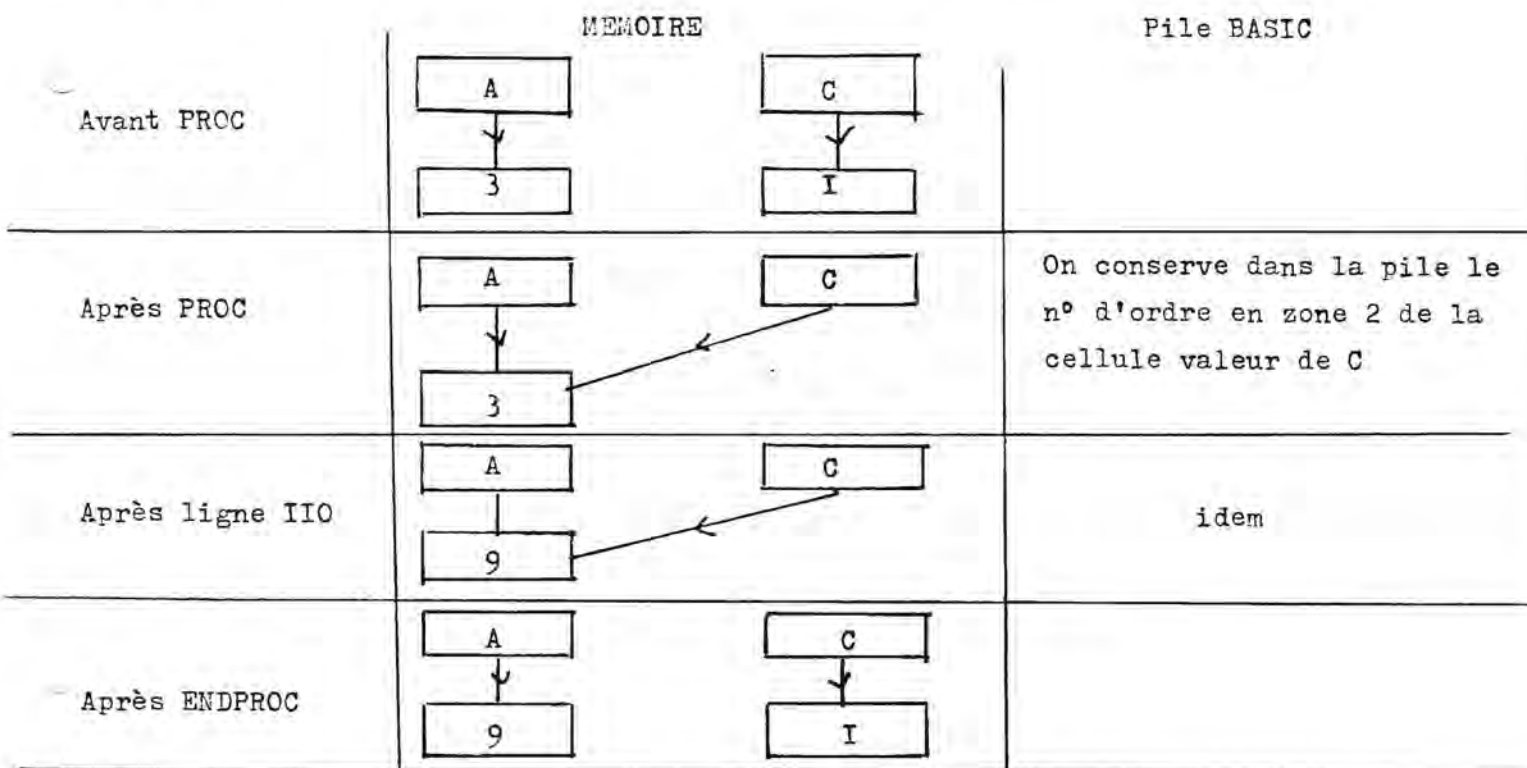 MEMOIRE
Pile BASIC
Avant PROC
A
C
3
I
Après PROC
A
C
3
On conserve dans la pile le
n° d'ordre en zone 2 de la
cellule valeur de C
Après ligne IIO
A
C
9
idem
Après ENDPROC
A
C
9
I